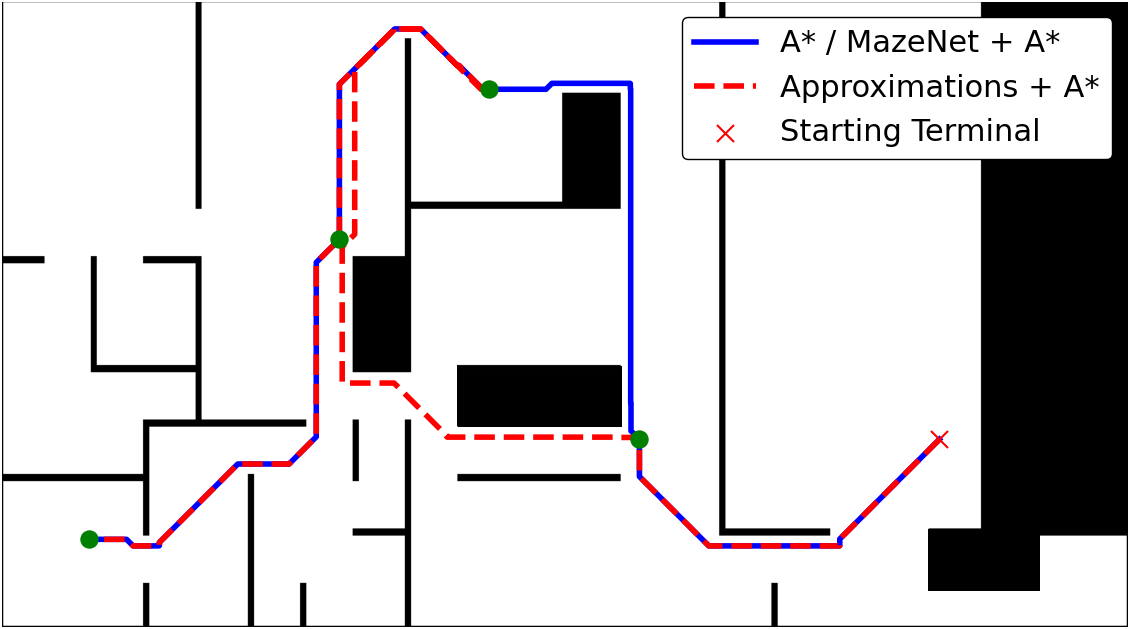 A* / MazeNet + A*
Approximations + A*
Starting Terminal